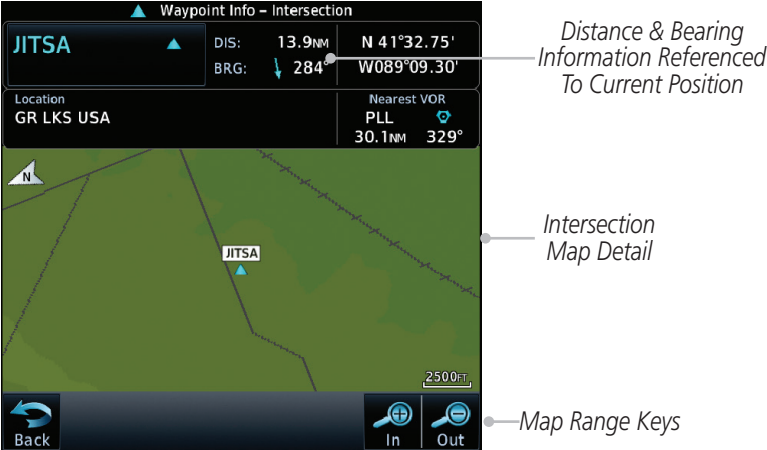 Waypoint Info – Intersection
JITSA
DIS: 13.9NM
BRG: 284°
N 41°32.75'
W089°09.30'
Location
GR LKS USA
Nearest VOR
PLL
30.1NM 329°
N
JITSA
2500FT
Back
In
Out
Distance & Bearing
Information Referenced
To Current Position
Intersection
Map Detail
Map Range Keys